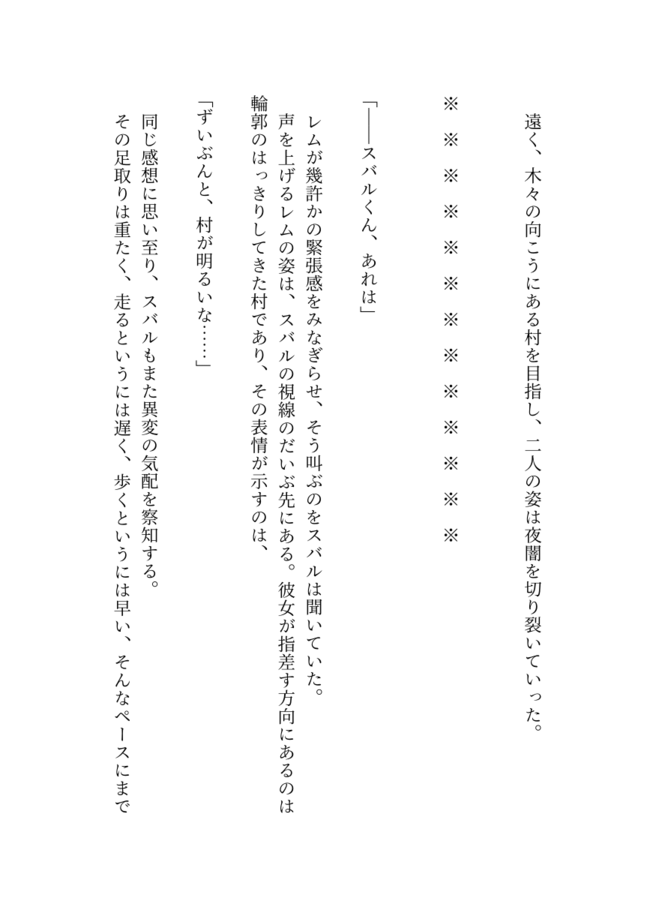 遠く、木々の向こうにある村を目指し、二人の姿は夜闇を切り裂いていった。
※　※　※　※　※　※　※　※　※　※　※　※　※
「――スバルくん、あれは」
レムが幾許かの緊張感をみなぎらせ、そう叫ぶのをスバルは聞いていた。
声を上げるレムの姿は、スバルの視線のだいぶ先にある。彼女が指差す方向にあるのは
輪郭のはっきりしてきた村であり、その表情が示すのは、
「ずいぶんと、村が明るいな……」
同じ感想に思い至り、スバルもまた異変の気配を察知する。
その足取りは重たく、走るというには遅く、歩くというには早い、そんなペースにまで